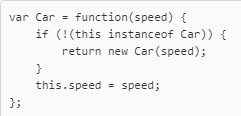 var Car = function(speed) {
    if (!(this instanceof Car)) {
        return new Car(speed);
    }
    this.speed = speed;
};